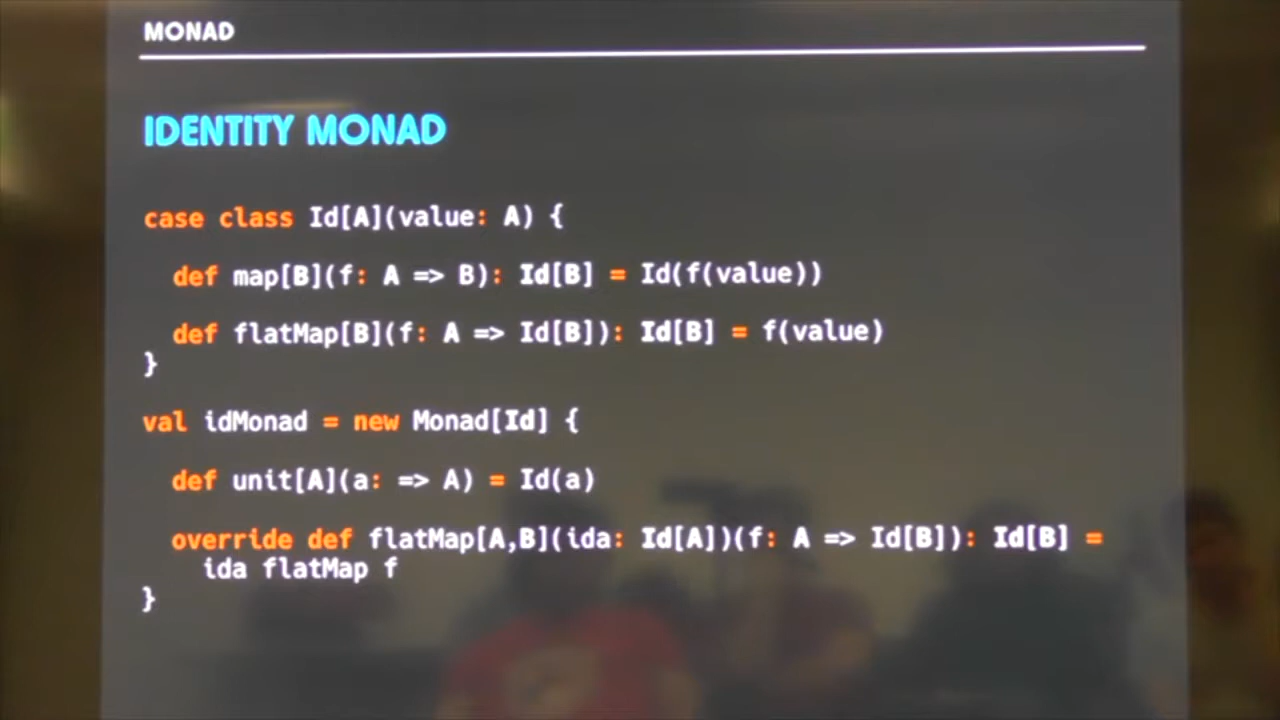 MONAD
IDENTITY MONAD
case class Id[A](value: A) {
def map[B](f: A => B): Id[B] = Id(f(value))
def flatMap[B](f: A => Id[B]): Id[B] = f(value)
}
val idMonad = new Monad[Id] {
def unit[A](a: => A) = Id(a)
override def flatMap[A,B](ida: Id[A])(f: A => Id[B]): Id[B] =
ida flatMap f
}